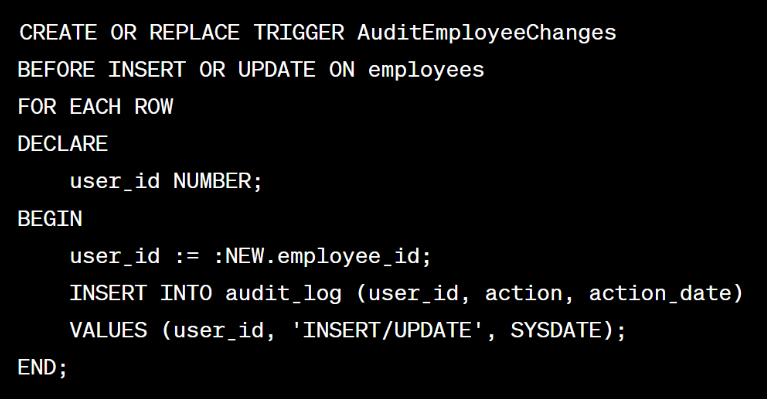 CREATE OR REPLACE TRIGGER AuditEmployeeChanges
BEFORE INSERT OR UPDATE ON employees
FOR EACH ROW
DECLARE
    user_id NUMBER;
BEGIN
    user_id := :NEW.employee_id;
    INSERT INTO audit_log (user_id, action, action_date)
    VALUES (user_id, 'INSERT/UPDATE', SYSDATE);
END;